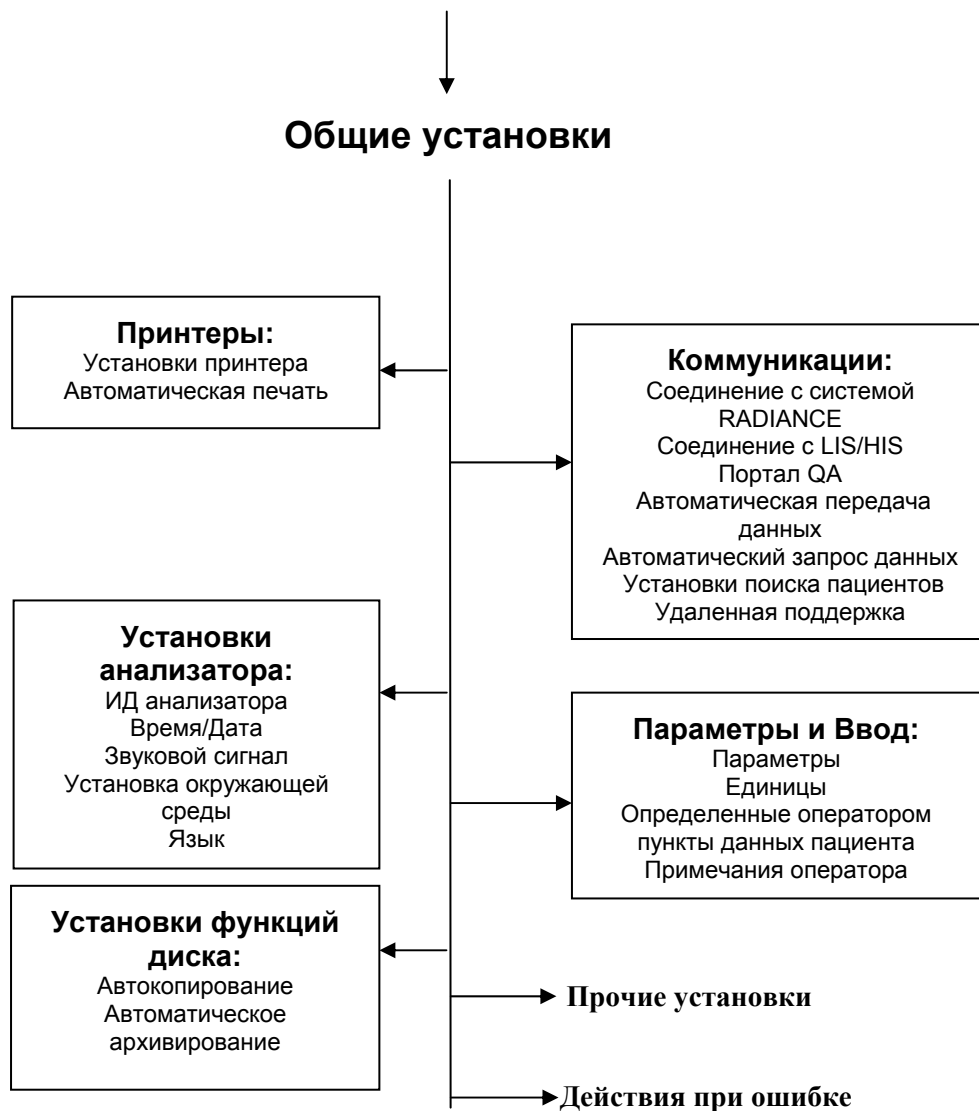 Общие установки
Принтеры:
Установки принтера
Автоматическая печать
Коммуникации:
Соединение с системой
RADIANCE
Соединение с LIS/HIS
Портал QA
Автоматическая передача
данных
Автоматический запрос данных
Установки поиска пациентов
Удаленная поддержка
Установки
анализатора:
ИД анализатора
Время/Дата
Звуковой сигнал
Установка окружающей
среды
Язык
Параметры и Ввод:
Параметры
Единицы
Определенные оператором
пункты данных пациента
Примечания оператора
Установки функций
диска:
Автокопирование
Автоматическое
архивирование
Прочие установки
Действия при ошибке